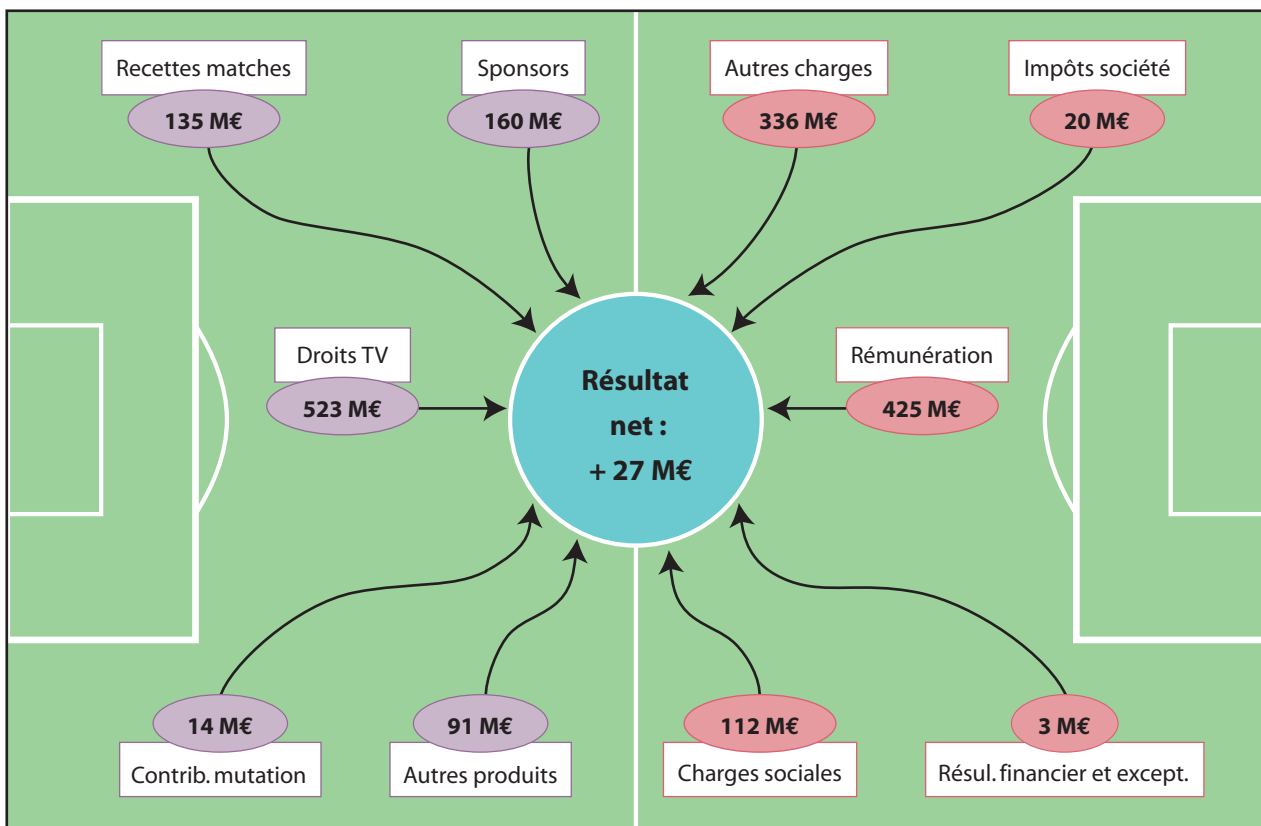 Recettes matches
135 M€
Sponsors
160 M€
Autres charges
336 M€
Impôts société
20 M€
Droits TV
523 M€
Résultat
net :
+ 27 M€
Rémunération
425 M€
14 M€
Contrib. mutation
91 M€
Autres produits
112 M€
Charges sociales
3 M€
Résul. financier et except.